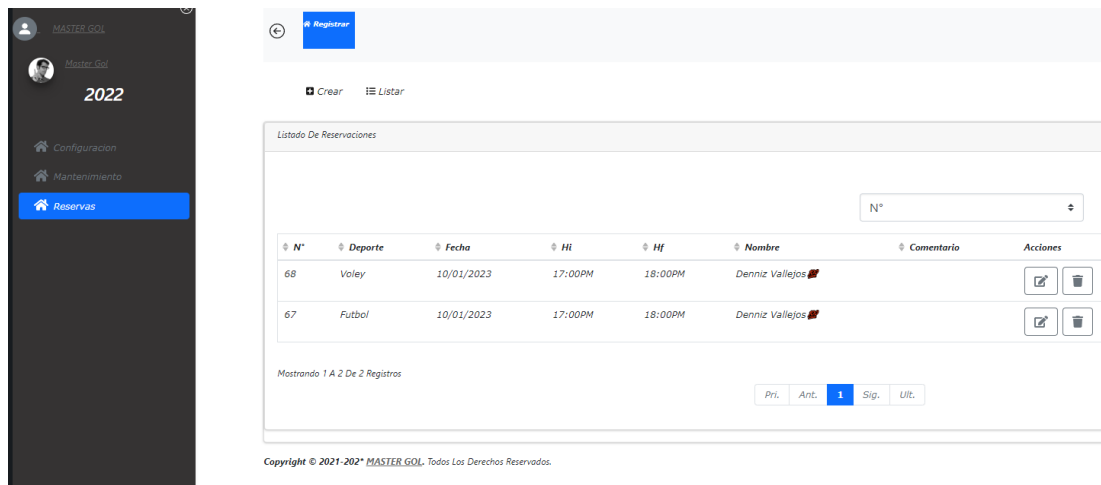 MASTER GOL
Master Gol
2022
Configuracion
Mantenimiento
Reservas
Registrar
Crear Listar
Listado De Reservaciones
N°
N° Deporte Fecha Hi Hf Nombre Comentario Acciones
68 Voley 10/01/2023 17:00PM 18:00PM Denniz Vallejos
67 Futbol 10/01/2023 17:00PM 18:00PM Denniz Vallejos
Mostrando 1 A 2 De 2 Registros
Pri. Ant. 1 Sig. Ult.
Copyright © 2021-202* MASTER GOL. Todos Los Derechos Reservados.